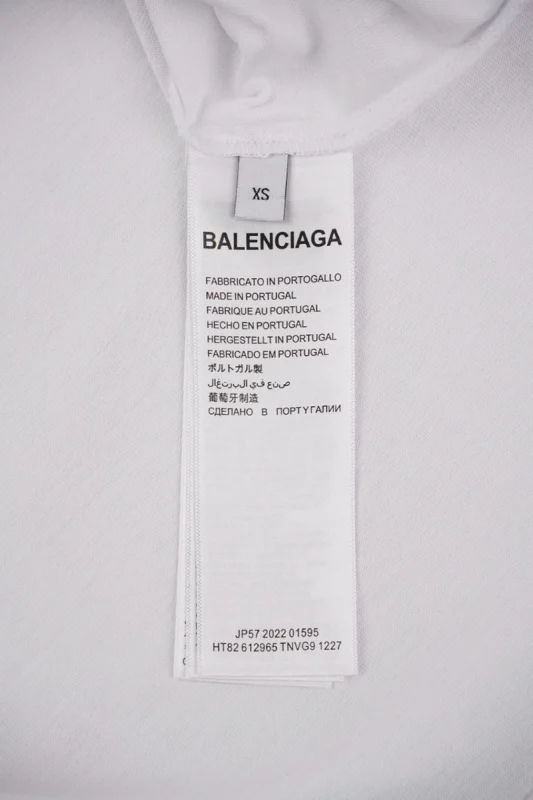 XS
BALENCIAGA
FABBRICATO IN PORTOGALLO
MADE IN PORTUGAL
FABRIQUE AU PORTUGAL
HECHO EN PORTUGAL
HERGESTELLT IN PORTUGAL
FABRICADO EM PORTUGAL
ポルトガル製
صنع في البرتغال
葡萄牙制造
СДЕЛАНО В ПОРТУГАЛИИ
JP57 2022 01595
HT82 612965 TNVG9 1227